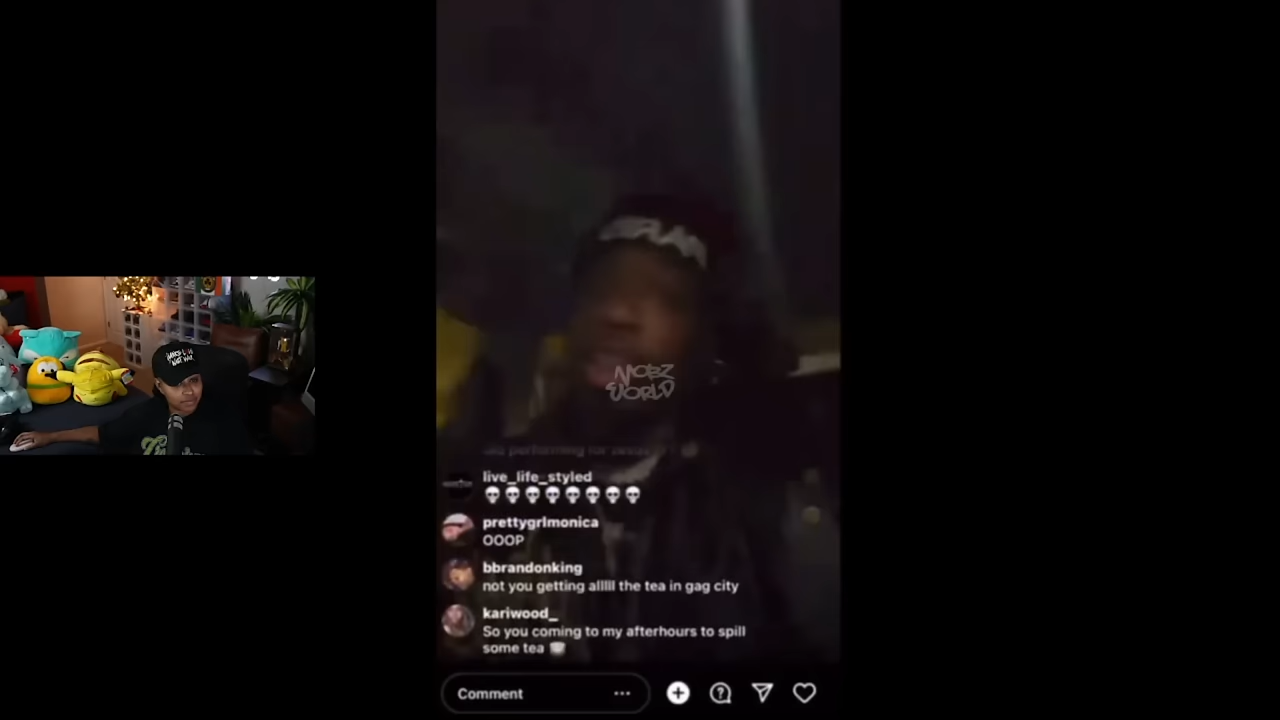 MOBZ
WORLD
live_life_styled
💀💀💀💀💀💀💀💀
prettygrlmonica
OOOP
bbrandonking
not you getting allllll the tea in gag city
kariwood_
So you coming to my afterhours to spill
some tea 🍵
Comment